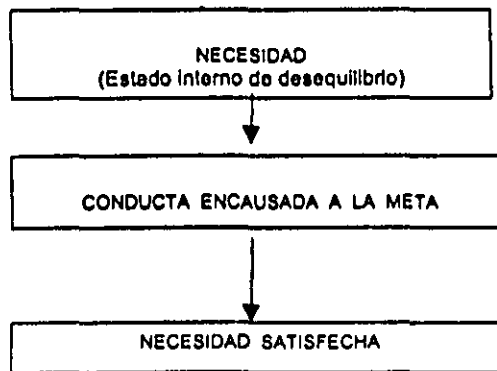 NECESIDAD
(Estado interno de desequilibrio)
CONDUCTA ENCAUSADA A LA META
NECESIDAD SATISFECHA